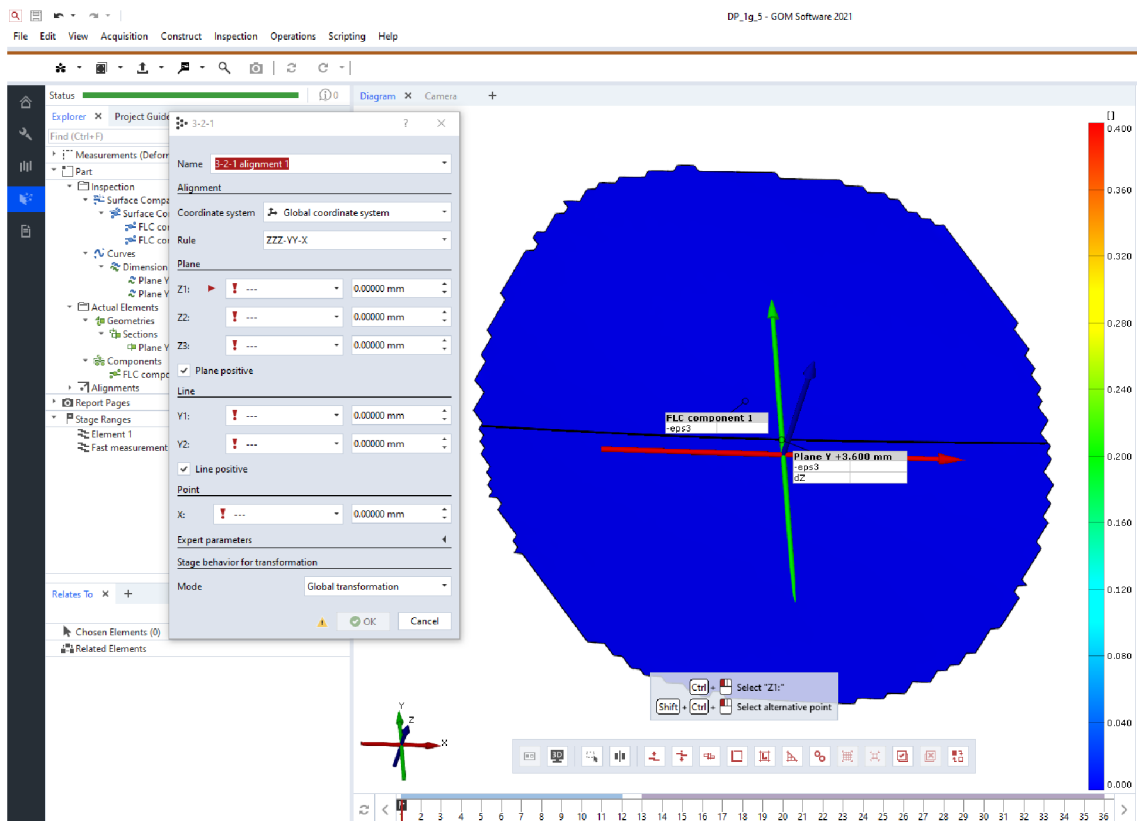 DP_1g_5 - GOM Software 2021
File Edit View Acquisition Construct Inspection Operations Scripting Help
Status
0
Explorer
Project Guide
Find (Ctrl+F)
Measurements (Deform
Part
Inspection
Surface Compa
Surface Co
FLC co
FLC co
Curves
Dimension
Plane Y
Plane Y
Actual Elements
Geometries
Sections
Plane Y
Components
FLC compo
Alignments
Report Pages
Stage Ranges
Element 1
Fast measurement
Relates To
+
Chosen Elements (0)
Related Elements
3-2-1
?
Name 3-2-1 alignment 1
Alignment
Coordinate system Global coordinate system
Rule ZZZ-YY-X
Plane
Z1: ! --- 0.00000 mm
Z2: ! --- 0.00000 mm
Z3: ! --- 0.00000 mm
Plane positive
Line
Y1: ! --- 0.00000 mm
Y2: ! --- 0.00000 mm
Line positive
Point
X: ! --- 0.00000 mm
Expert parameters
Stage behavior for transformation
Mode Global transformation
OK Cancel
Diagram Camera +
[]
0.400
0.360
0.320
0.280
0.240
0.200
0.160
0.120
0.080
0.040
0.000
FLC component 1
-eps3
Plane Y +3.600 mm
-eps3
dZ
Ctrl + Select "Z1:"
Shift + Ctrl + Select alternative point
Y
Z
X
3D
2 3 4 5 6 7 8 9 10 11 12 13 14 15 16 17 18 19 20 21 22 23 24 25 26 27 28 29 30 31 32 33 34 35 36